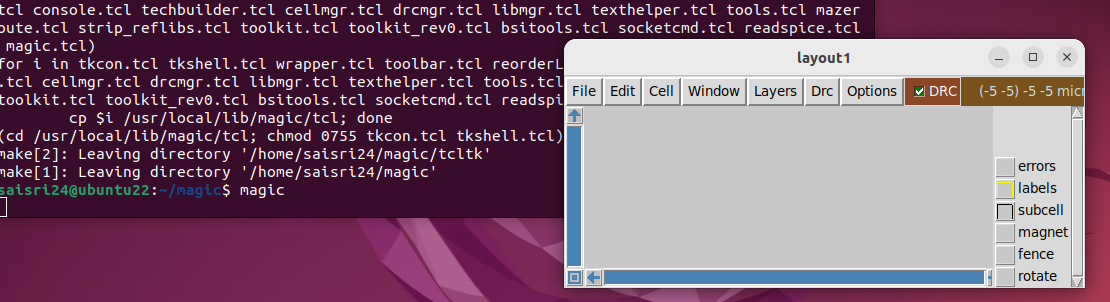 tcl console.tcl techbuilder.tcl cellmgr.tcl drcmgr.tcl libmgr.tcl texthelper.tcl tools.tcl mazer
oute.tcl strip_reflibs.tcl toolkit.tcl toolkit_rev0.tcl bsitools.tcl socketcmd.tcl readspice.tcl
magic.tcl)
for i in tkcon.tcl tkshell.tcl wrapper.tcl toolbar.tcl reorderL
.tcl cellmgr.tcl drcmgr.tcl libmgr.tcl texthelper.tcl tools.tcl
toolkit.tcl toolkit_rev0.tcl bsitools.tcl socketcmd.tcl readspi
cp $i /usr/local/lib/magic/tcl; done
(cd /usr/local/lib/magic/tcl; chmod 0755 tkcon.tcl tkshell.tcl)
make[2]: Leaving directory '/home/saisri24/magic/tcltk'
make[1]: Leaving directory '/home/saisri24/magic'
saisri24@ubuntu22:~/magic$ magic
layout1
File Edit Cell Window Layers Drc Options DRC (-5 -5) -5 -5 micr
errors
labels
subcell
magnet
fence
rotate